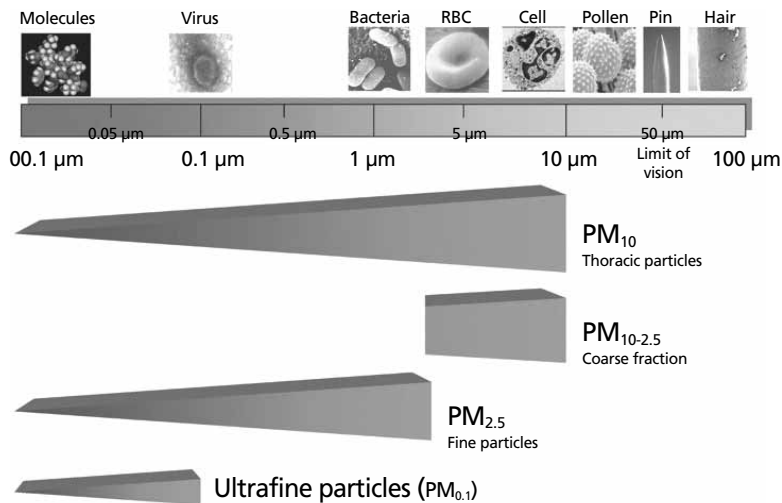 Molecules Virus Bacteria RBC Cell Pollen Pin Hair
0.05 µm 0.5 µm 5 µm 50 µm
00.1 µm 0.1 µm 1 µm 10 µm Limit of vision 100 µm
PM10
Thoracic particles
PM10-2.5
Coarse fraction
PM2.5
Fine particles
Ultrafine particles (PM0.1)